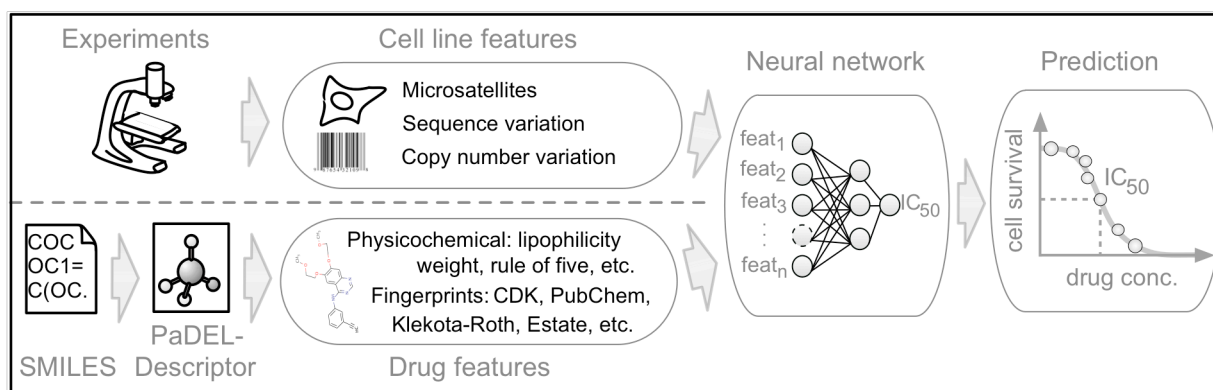 Experiments
Cell line features
Microsatellites
Sequence variation
Copy number variation
SMILES
COC
OC1=
C(OC.
PaDEL-
Descriptor
Physicochemical: lipophilicity
weight, rule of five, etc.
Fingerprints: CDK, PubChem,
Klekota-Roth, Estate, etc.
Drug features
Neural network
feat1
feat2
feat3
featn
IC50
Prediction
cell survival
IC50
drug conc.